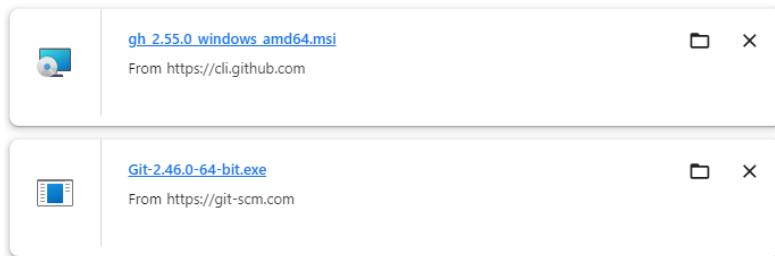 gh_2.55.0_windows_amd64.msi
From https://cli.github.com
Git-2.46.0-64-bit.exe
From https://git-scm.com